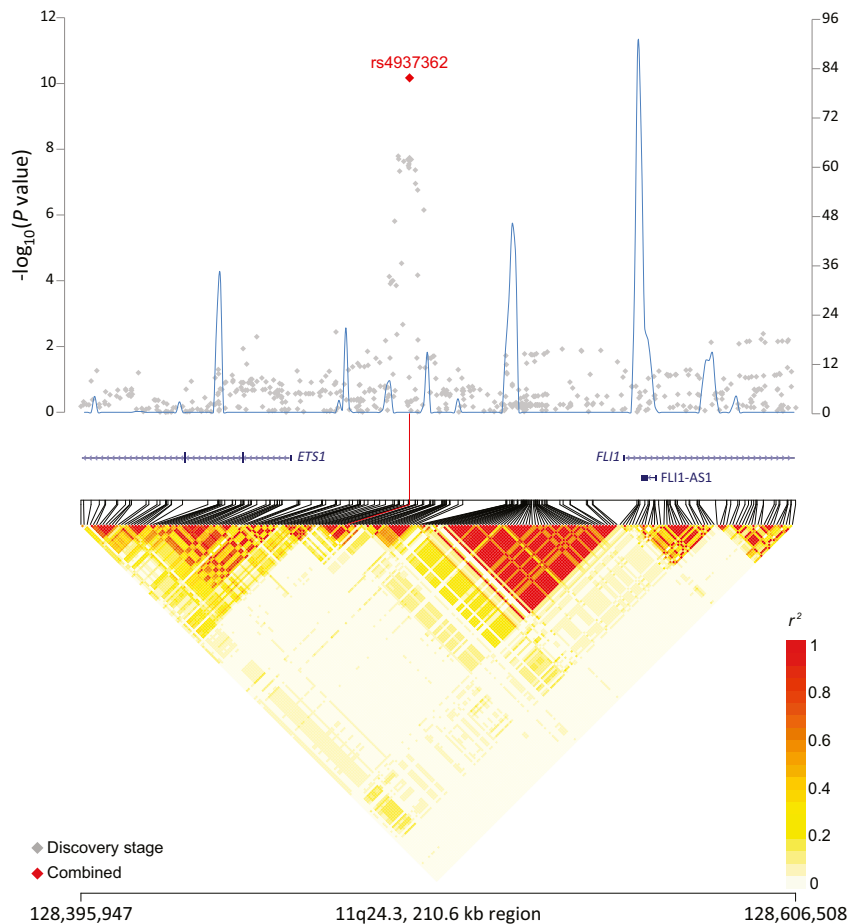 12
10
8
6
4
2
0
-log10(P value)
96
84
72
60
48
36
24
12
0
rs4937362
ETS1
FLI1
FLI1-AS1
r2
1
0.8
0.6
0.4
0.2
0
Discovery stage
Combined
128,395,947 11q24.3, 210.6 kb region 128,606,508